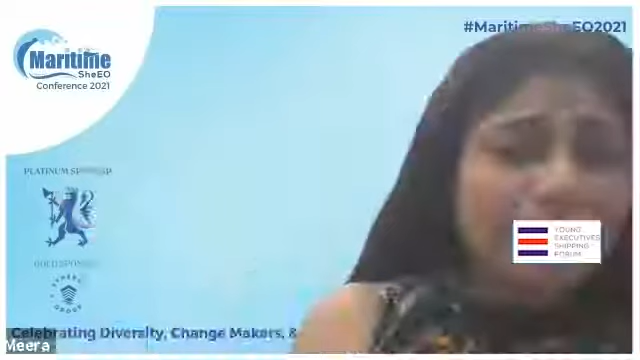 #MaritimeSheEO2021
Maritime
SheEO
Conference 2021
PLATINUM SPONSOR
GOLD SPONSOR
YOUNG
EXECUTIVES
SHIPPING
FORUM
Celebrating Diversity, Change Makers, &
Meera